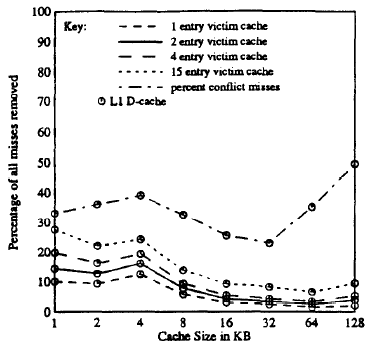 100
90
80
70
60
50
40
30
20
10
0
Percentage of all misses removed
Key:
1 entry victim cache
2 entry victim cache
4 entry victim cache
15 entry victim cache
percent conflict misses
L1 D-cache
1 2 4 8 16 32 64 128
Cache Size in KB